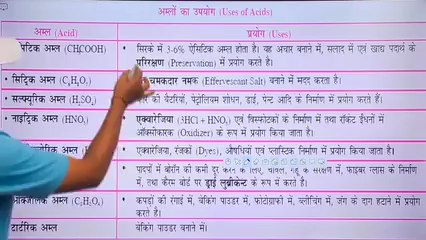 अम्लों का उपयोग (Uses of Acids)
अम्ल (Acid) प्रयोग (Uses)
अम्ल (CH₃COOH) • सिरके में 3-6% ऐसिटिक अम्ल होता है। यह अचार बनाने में, सलाद में एवं खाद्य पदार्थ के
परिरक्षण (Preservation) में प्रयोग करते है।
• सिट्रिक अम्ल (C₆H₈O₇) चमकदार नमक (Effervescent Salt) बनाने में मदद करता है।
• सल्फ्यूरिक अम्ल (H₂SO₄) की बैटरियों, पेट्रोलियम शोधन, डाई, पेन्ट आदि के निर्माण में प्रयोग करते हैं।
• नाइट्रिक अम्ल (HNO₃) • एक्वारेजिया (3HCl + HNO₃) एवं विस्फोटकों के निर्माण में तथा रॉकेट ईंधनों में
ऑक्सीकारक (Oxidizer) के रूप में प्रयोग किया जाता है।
अम्ल (HCl) • एक्वारेजिया, रंजकों (Dyes), औषधियों एवं प्लास्टिक निर्माण में प्रयोग किया जाता है।
• पादपों में बोरॉन की कमी दूर करने के लिए, चावल, गेहूं के संरक्षण में, फाइबर ग्लास के निर्माण
में, तथा कैरम बोर्ड पर ड्राई लुब्रीकेन्ट के रूप में करते है।
अम्ल (C₂H₂O₄) • कपड़ों की रंगाई में, बेकिंग पाउडर में, फोटोग्राफी में, ब्लीचिंग में, जंग के दाग हटाने में प्रयोग
करते है।
टार्टरिक अम्ल • बेकिंग पाउडर बनाने में।